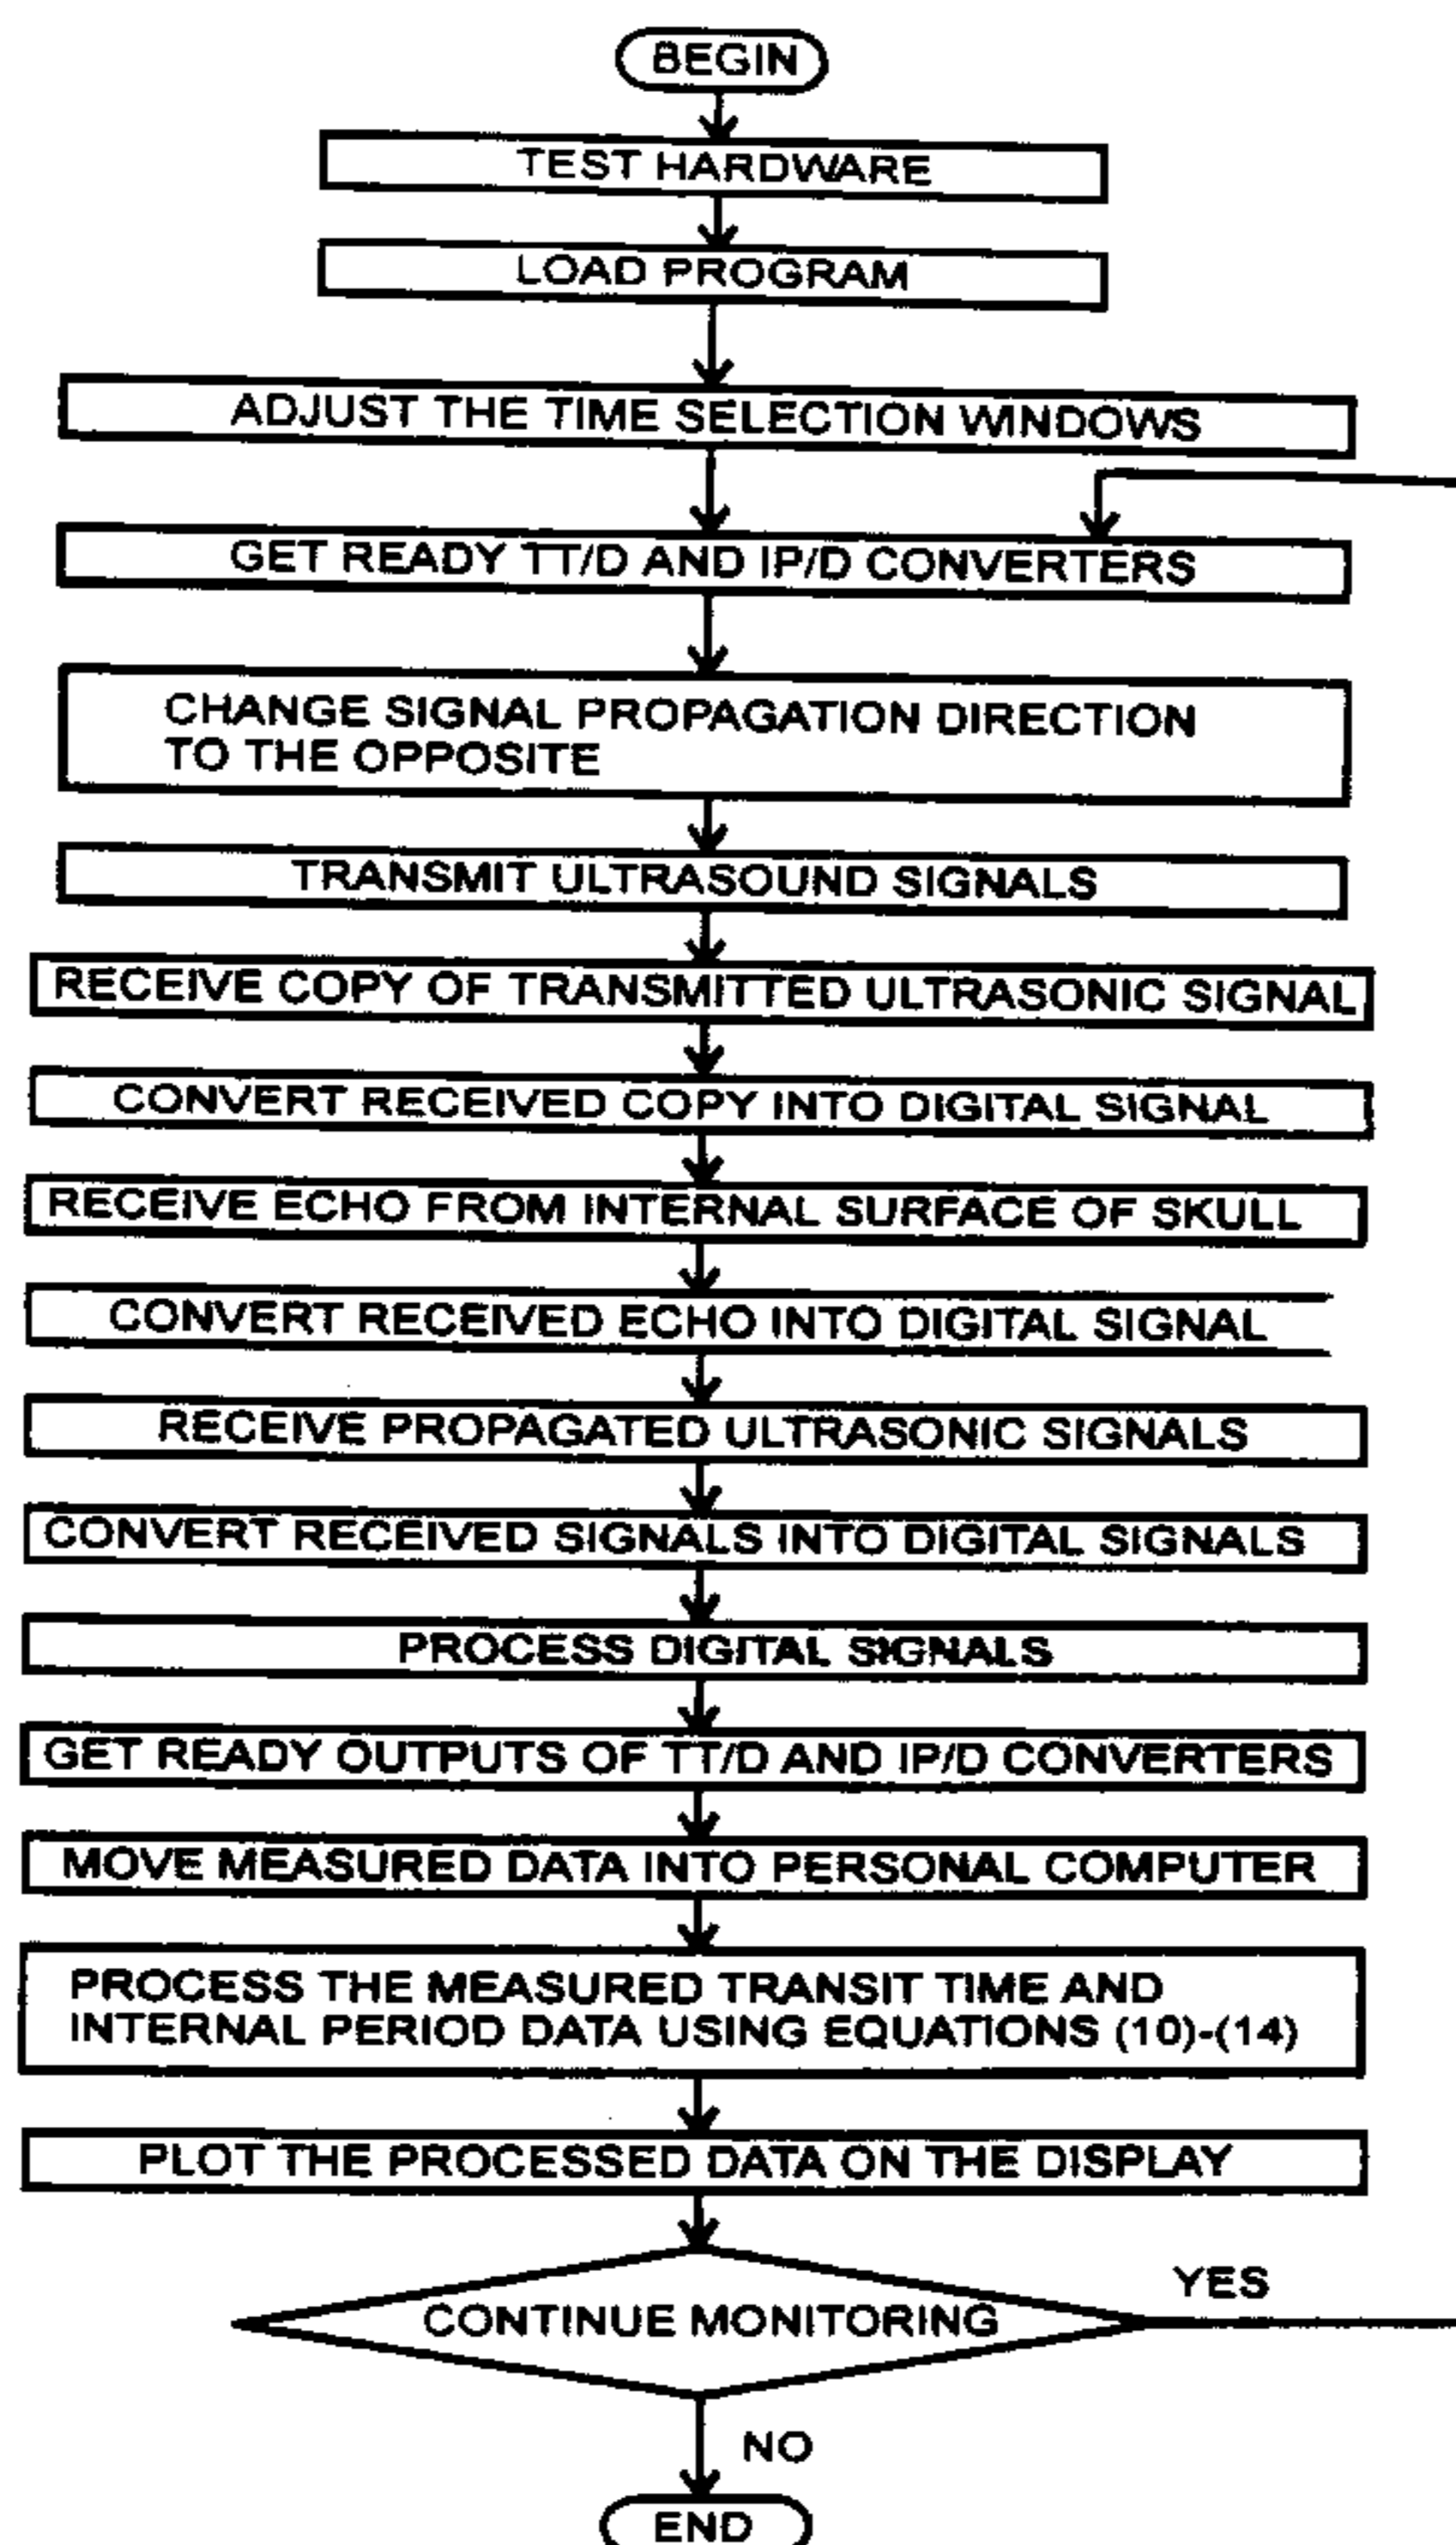 BEGIN
TEST HARDWARE
LOAD PROGRAM
ADJUST THE TIME SELECTION WINDOWS
GET READY TT/D AND IP/D CONVERTERS
CHANGE SIGNAL PROPAGATION DIRECTION
TO THE OPPOSITE
TRANSMIT ULTRASOUND SIGNALS
RECEIVE COPY OF TRANSMITTED ULTRASONIC SIGNAL
CONVERT RECEIVED COPY INTO DIGITAL SIGNAL
RECEIVE ECHO FROM INTERNAL SURFACE OF SKULL
CONVERT RECEIVED ECHO INTO DIGITAL SIGNAL
RECEIVE PROPAGATED ULTRASONIC SIGNALS
CONVERT RECEIVED SIGNALS INTO DIGITAL SIGNALS
PROCESS DIGITAL SIGNALS
GET READY OUTPUTS OF TT/D AND IP/D CONVERTERS
MOVE MEASURED DATA INTO PERSONAL COMPUTER
PROCESS THE MEASURED TRANSIT TIME AND
INTERNAL PERIOD DATA USING EQUATIONS (10)-(14)
PLOT THE PROCESSED DATA ON THE DISPLAY
YES
CONTINUE MONITORING
NO
END